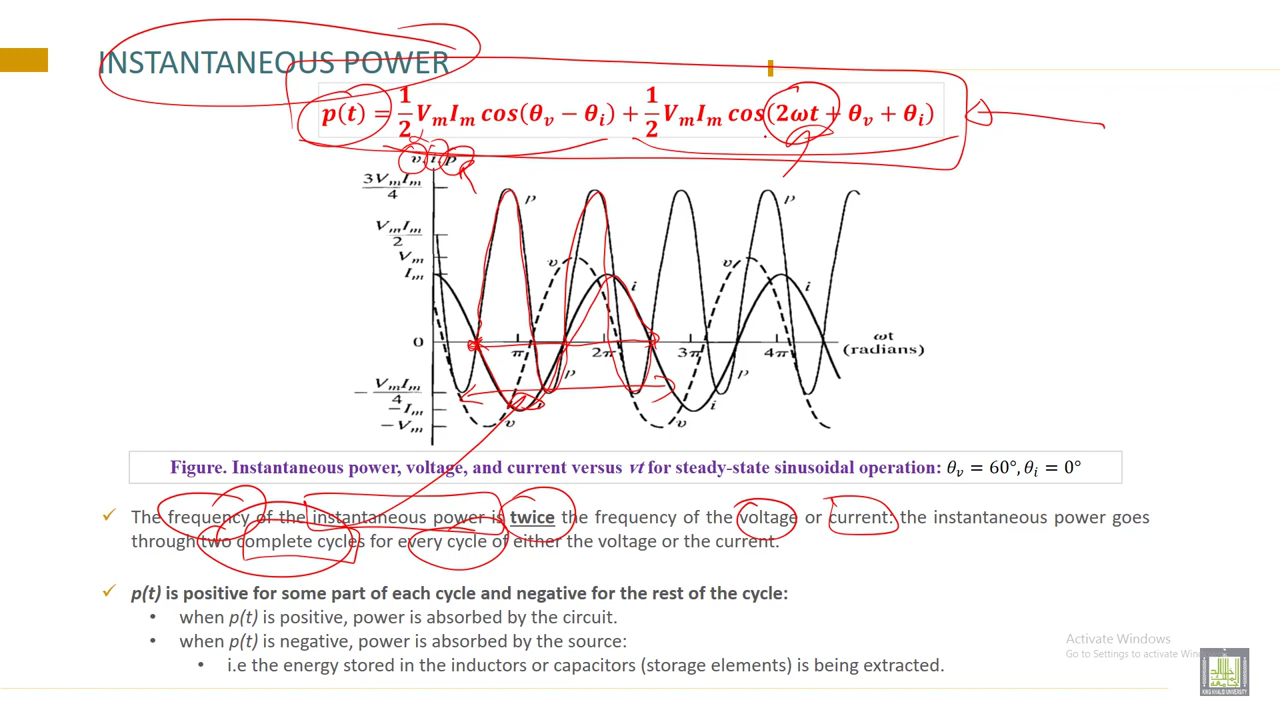 INSTANTANEOUS POWER
p(t) = 1/2 VmIm cos(θv − θi) + 1/2 VmIm cos(2ωt + θv + θi)
v, i, p
3VmIm/4
VmIm/2
Vm
Im
0
−VmIm/4
−Im
−Vm
p
p
v
v
i
i
π
2π
3π
4π
ωt
(radians)
p
p
i
v
v
Figure. Instantaneous power, voltage, and current versus vt for steady-state sinusoidal operation: θv = 60°, θi = 0°
✓ The frequency of the instantaneous power is twice the frequency of the voltage or current: the instantaneous power goes
through two complete cycles for every cycle of either the voltage or the current.
✓ p(t) is positive for some part of each cycle and negative for the rest of the cycle:
• when p(t) is positive, power is absorbed by the circuit.
• when p(t) is negative, power is absorbed by the source:
• i.e the energy stored in the inductors or capacitors (storage elements) is being extracted.
Activate Windows
Go to Settings to activate
KING KHALID UNIVERSITY